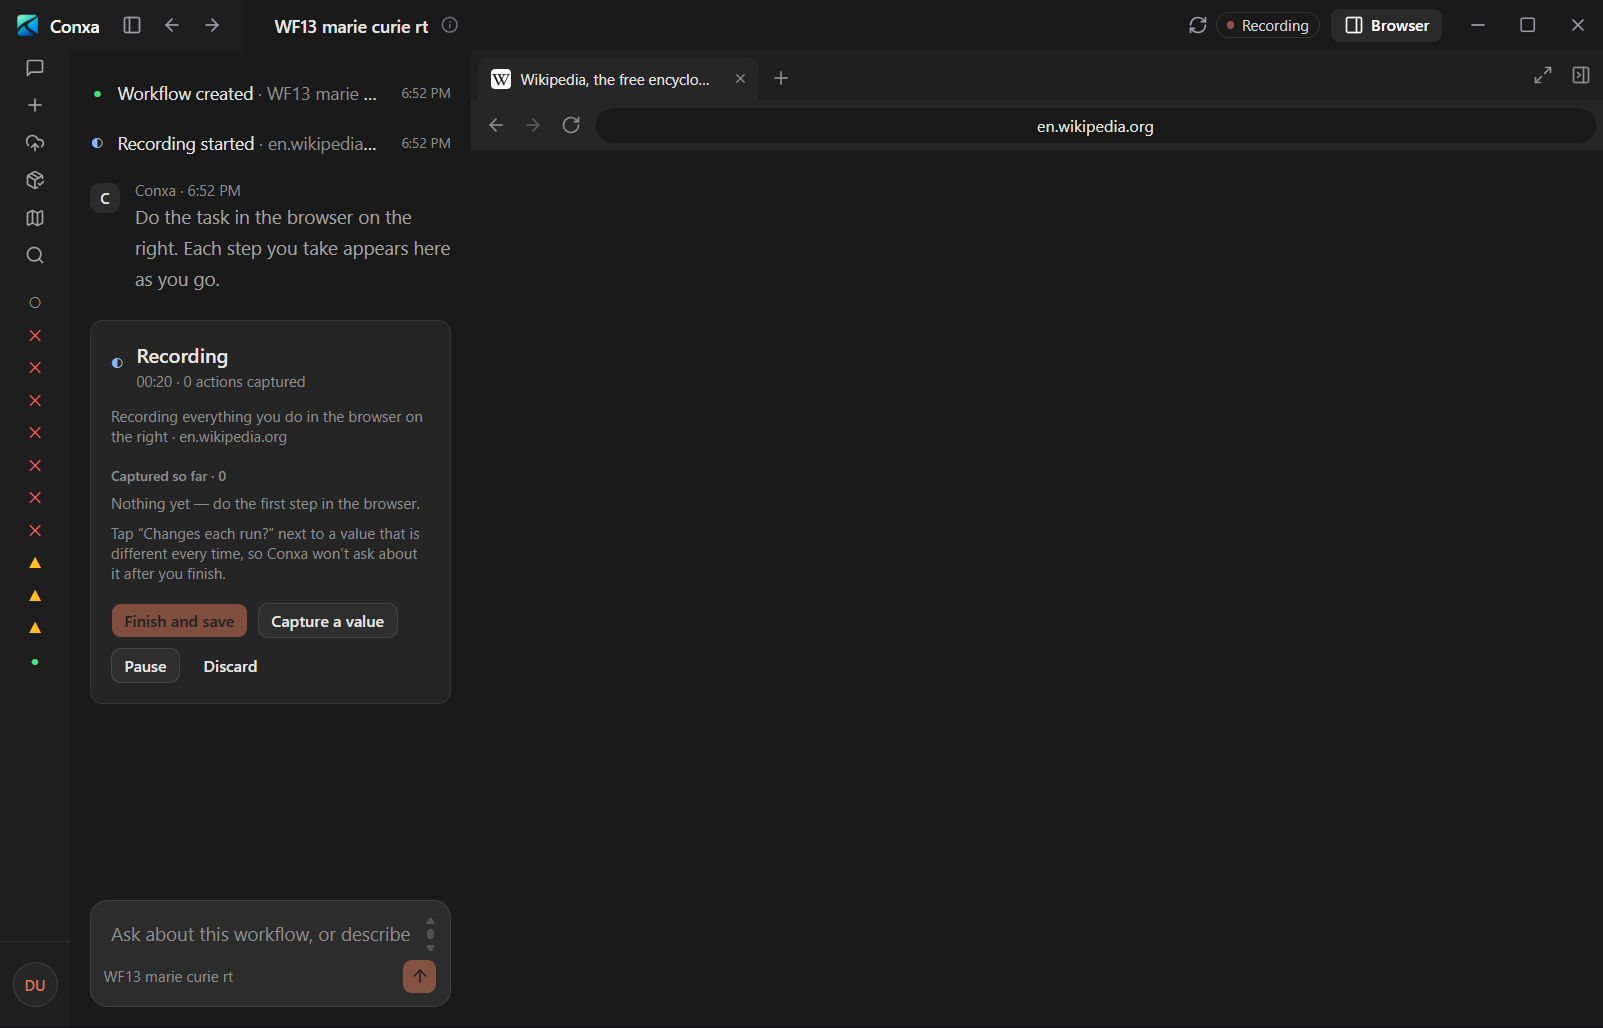 Conxa
WF13 marie curie rt
Recording
Browser
Workflow created · WF13 marie ... 6:52 PM
Recording started · en.wikipedia... 6:52 PM
C
Conxa · 6:52 PM
Do the task in the browser on the
right. Each step you take appears here
as you go.
Recording
00:20 · 0 actions captured
Recording everything you do in the browser on
the right · en.wikipedia.org
Captured so far · 0
Nothing yet — do the first step in the browser.
Tap “Changes each run?” next to a value that is
different every time, so Conxa won’t ask about
it after you finish.
Finish and save
Capture a value
Pause
Discard
Ask about this workflow, or describe
WF13 marie curie rt
DU
W
Wikipedia, the free encyclo...
en.wikipedia.org